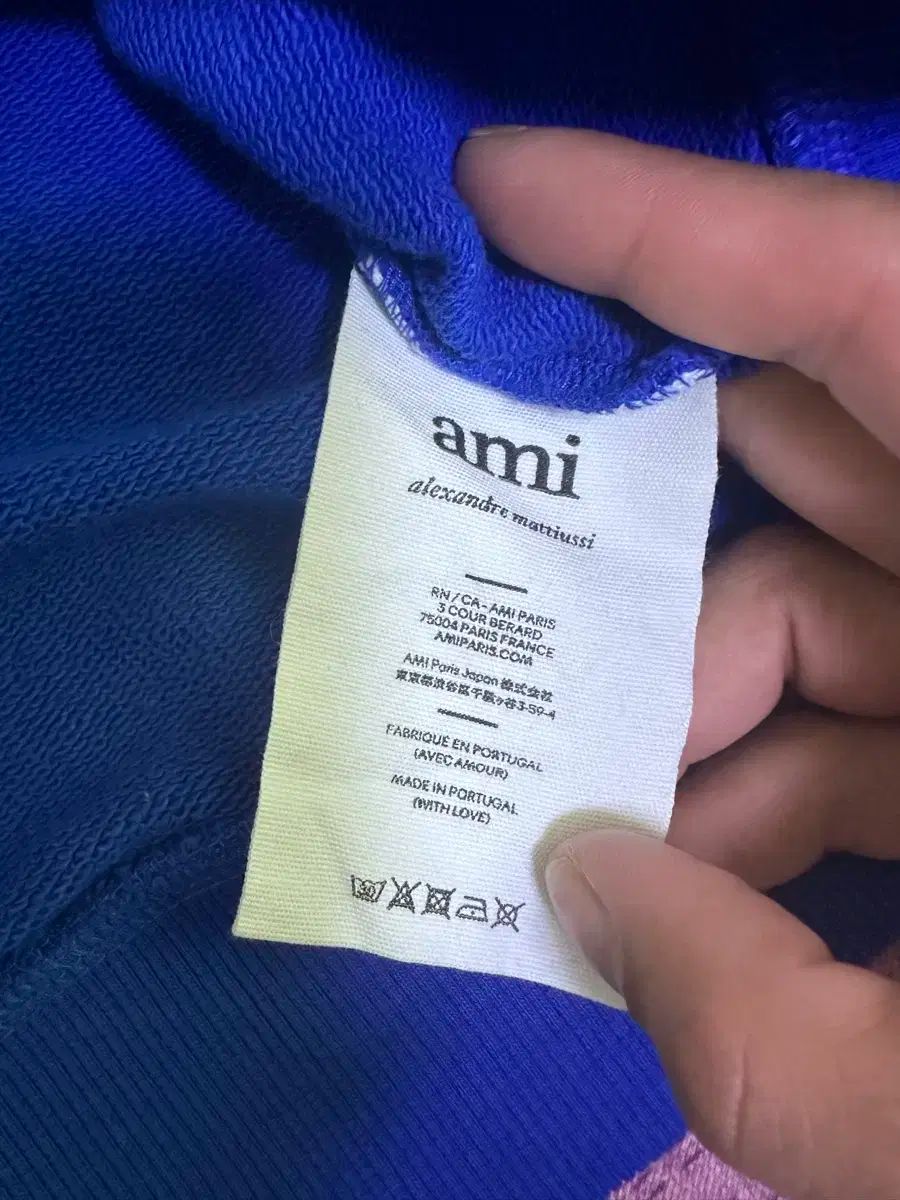 ami
alexandre mattiussi
RN / CA - AMI PARIS
3 COUR BERARD
75004 PARIS FRANCE
AMIPARIS.COM
AMI Paris Japan 株式会社
東京都渋谷区千駄ヶ谷3-59-4
FABRIQUÉ EN PORTUGAL
(AVEC AMOUR)
MADE IN PORTUGAL
(WITH LOVE)
30